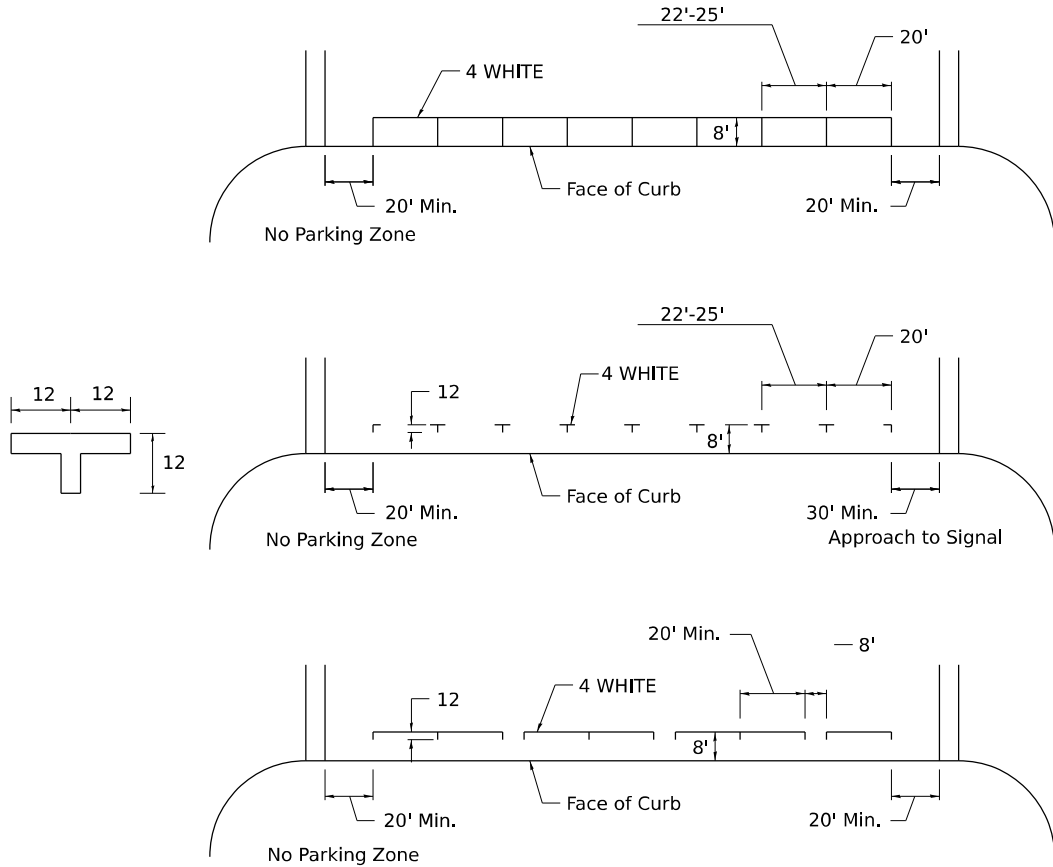 22'-25'
20'
4 WHITE
8'
Face of Curb
20' Min.
20' Min.
No Parking Zone
22'-25'
20'
12
4 WHITE
12 12
8'
12
Face of Curb
20' Min.
30' Min.
No Parking Zone
Approach to Signal
20' Min.
8'
4 WHITE
12
8'
Face of Curb
20' Min.
20' Min.
No Parking Zone